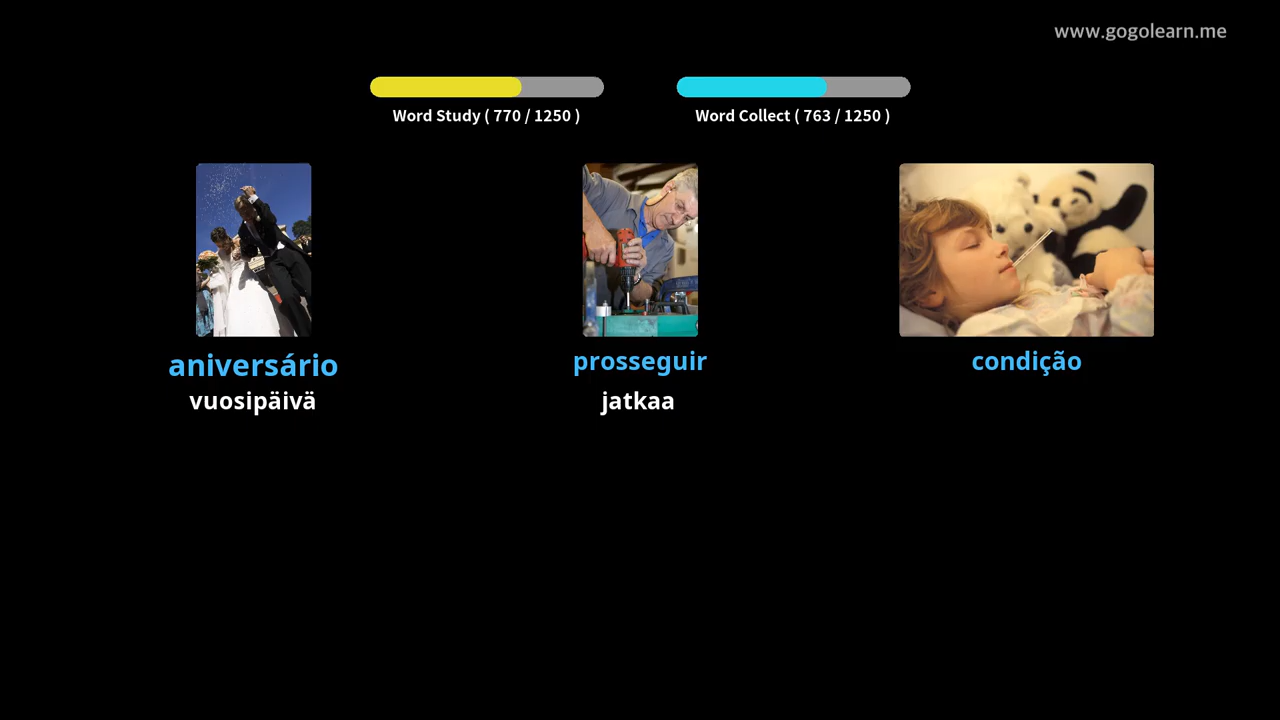 www.gogolearn.me
Word Study ( 770 / 1250 )
Word Collect ( 763 / 1250 )
aniversário
vuosipäivä
prosseguir
jatkaa
condição